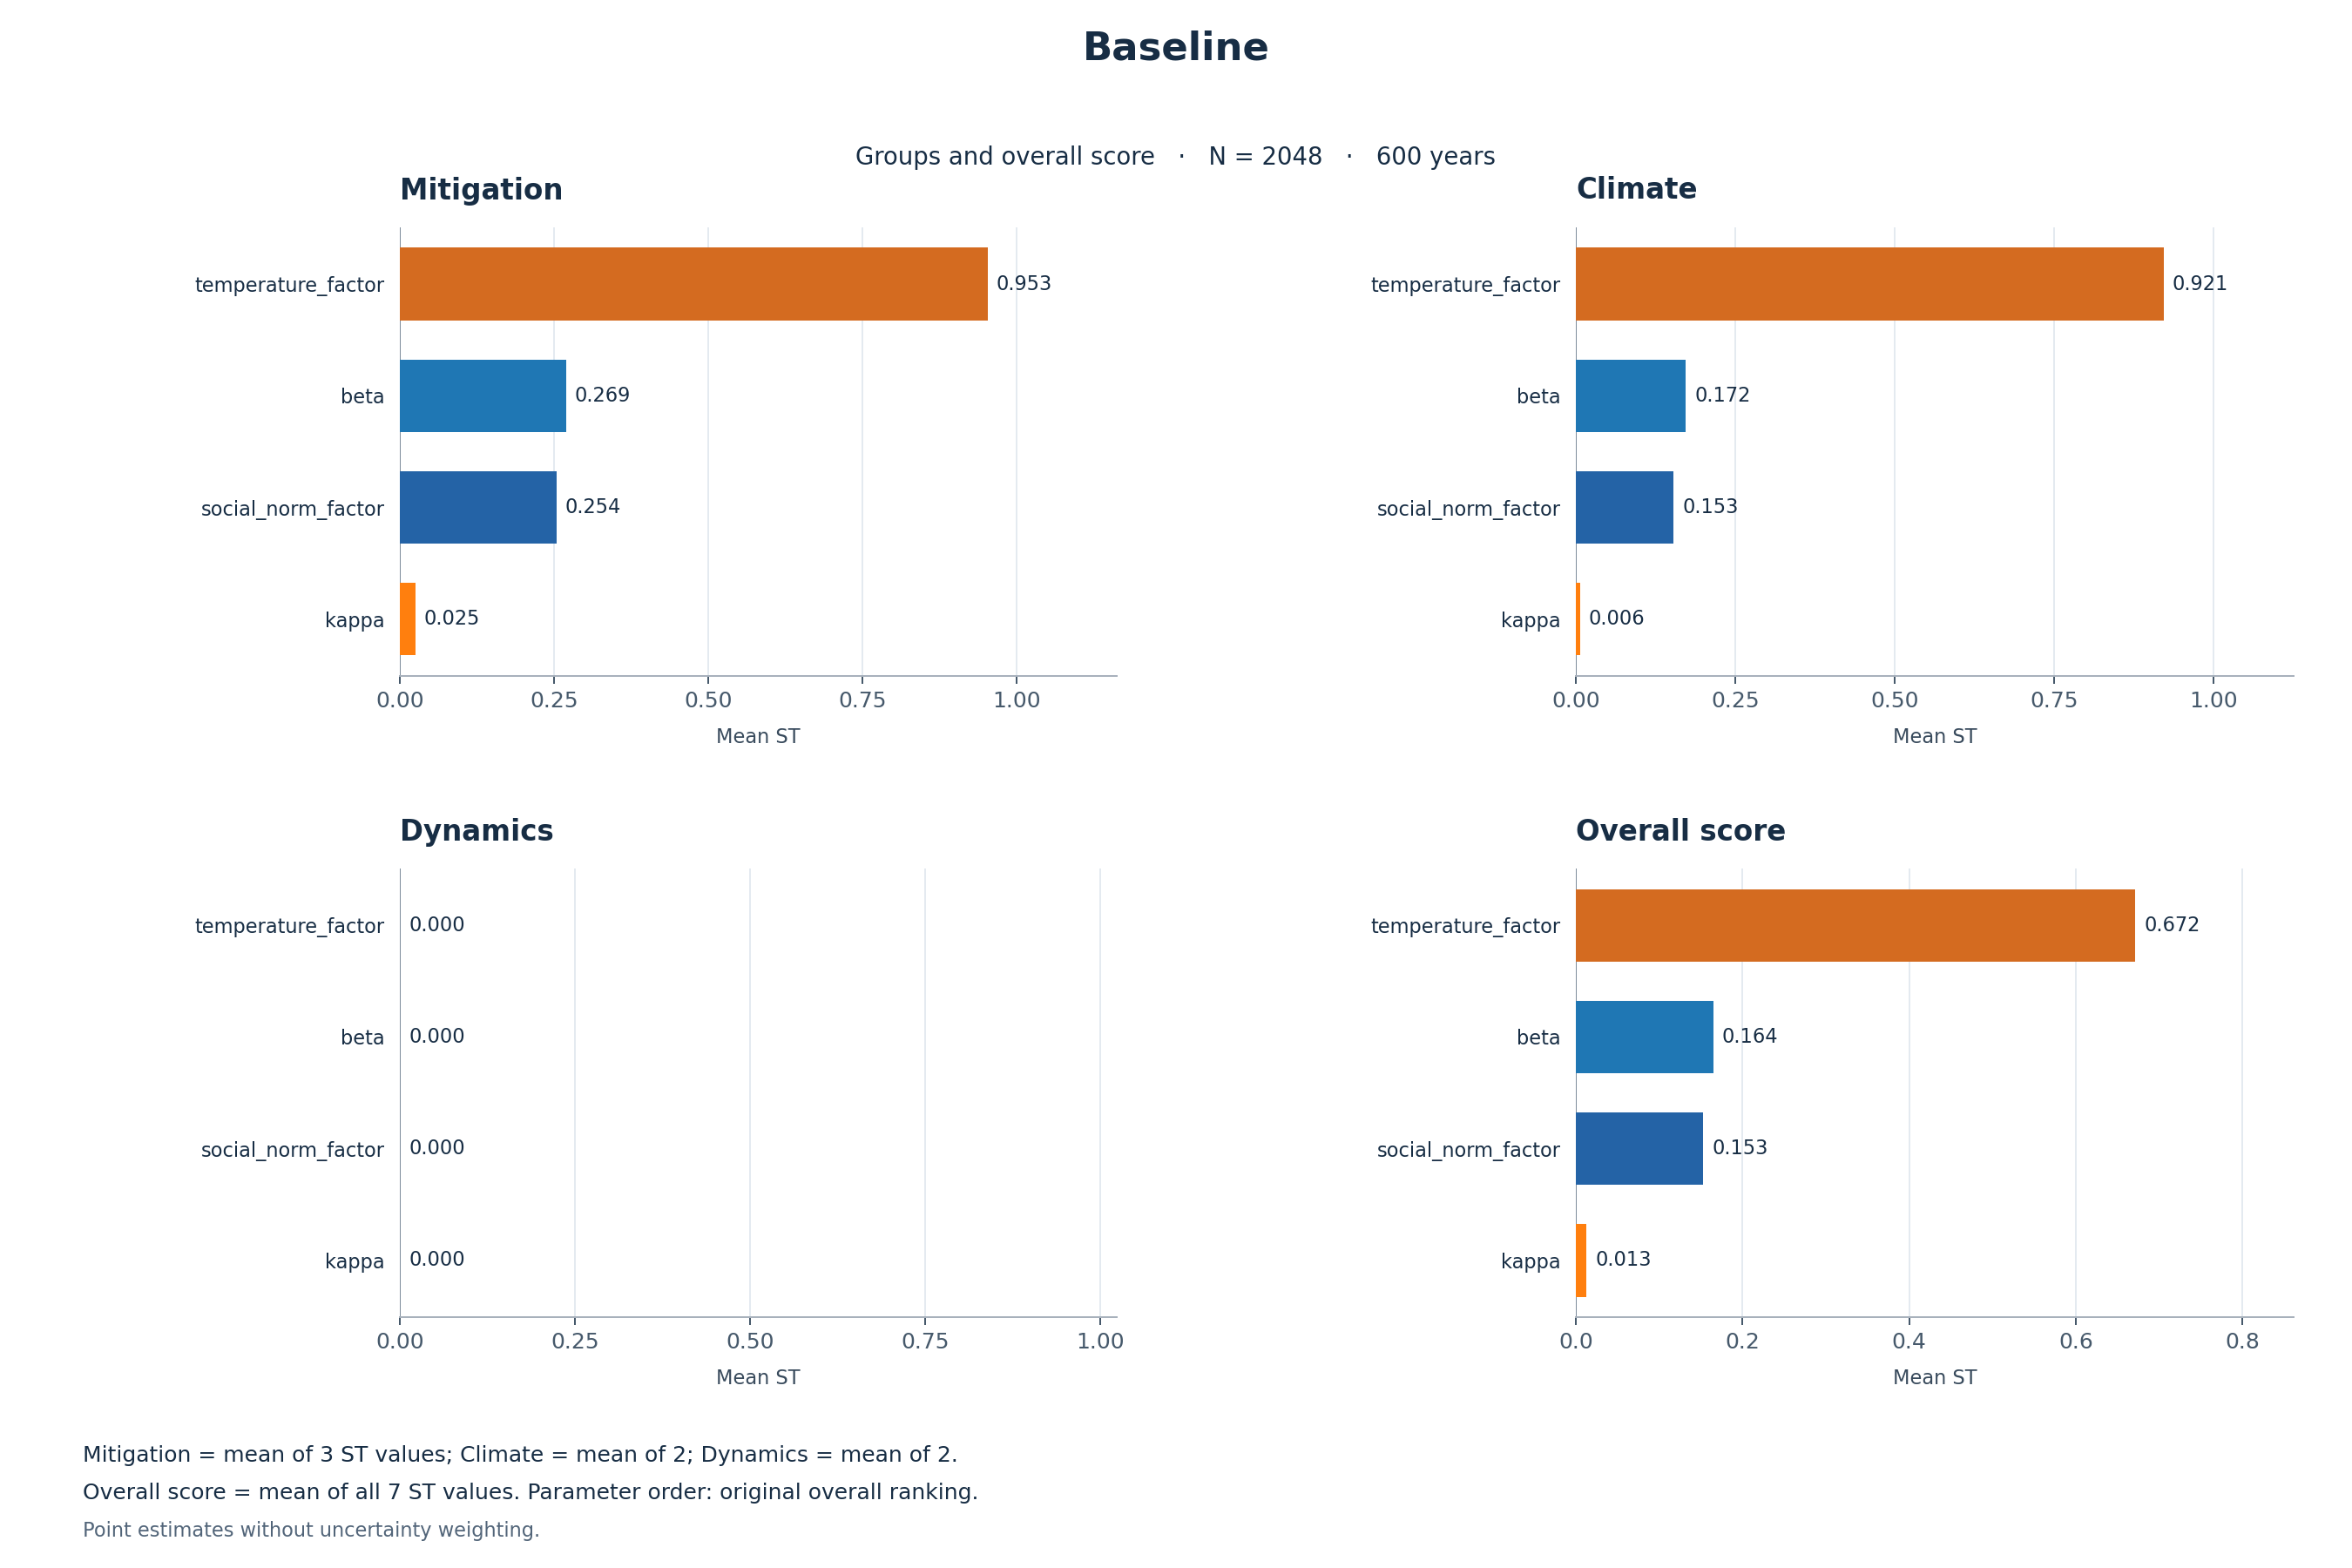 Baseline
Groups and overall score · N = 2048 · 600 years
Mitigation
temperature_factor 0.953
beta 0.269
social_norm_factor 0.254
kappa 0.025
0.00 0.25 0.50 0.75 1.00
Mean ST
Climate
temperature_factor 0.921
beta 0.172
social_norm_factor 0.153
kappa 0.006
0.00 0.25 0.50 0.75 1.00
Mean ST
Dynamics
temperature_factor 0.000
beta 0.000
social_norm_factor 0.000
kappa 0.000
0.00 0.25 0.50 0.75 1.00
Mean ST
Overall score
temperature_factor 0.672
beta 0.164
social_norm_factor 0.153
kappa 0.013
0.0 0.2 0.4 0.6 0.8
Mean ST
Mitigation = mean of 3 ST values; Climate = mean of 2; Dynamics = mean of 2.
Overall score = mean of all 7 ST values. Parameter order: original overall ranking.
Point estimates without uncertainty weighting.